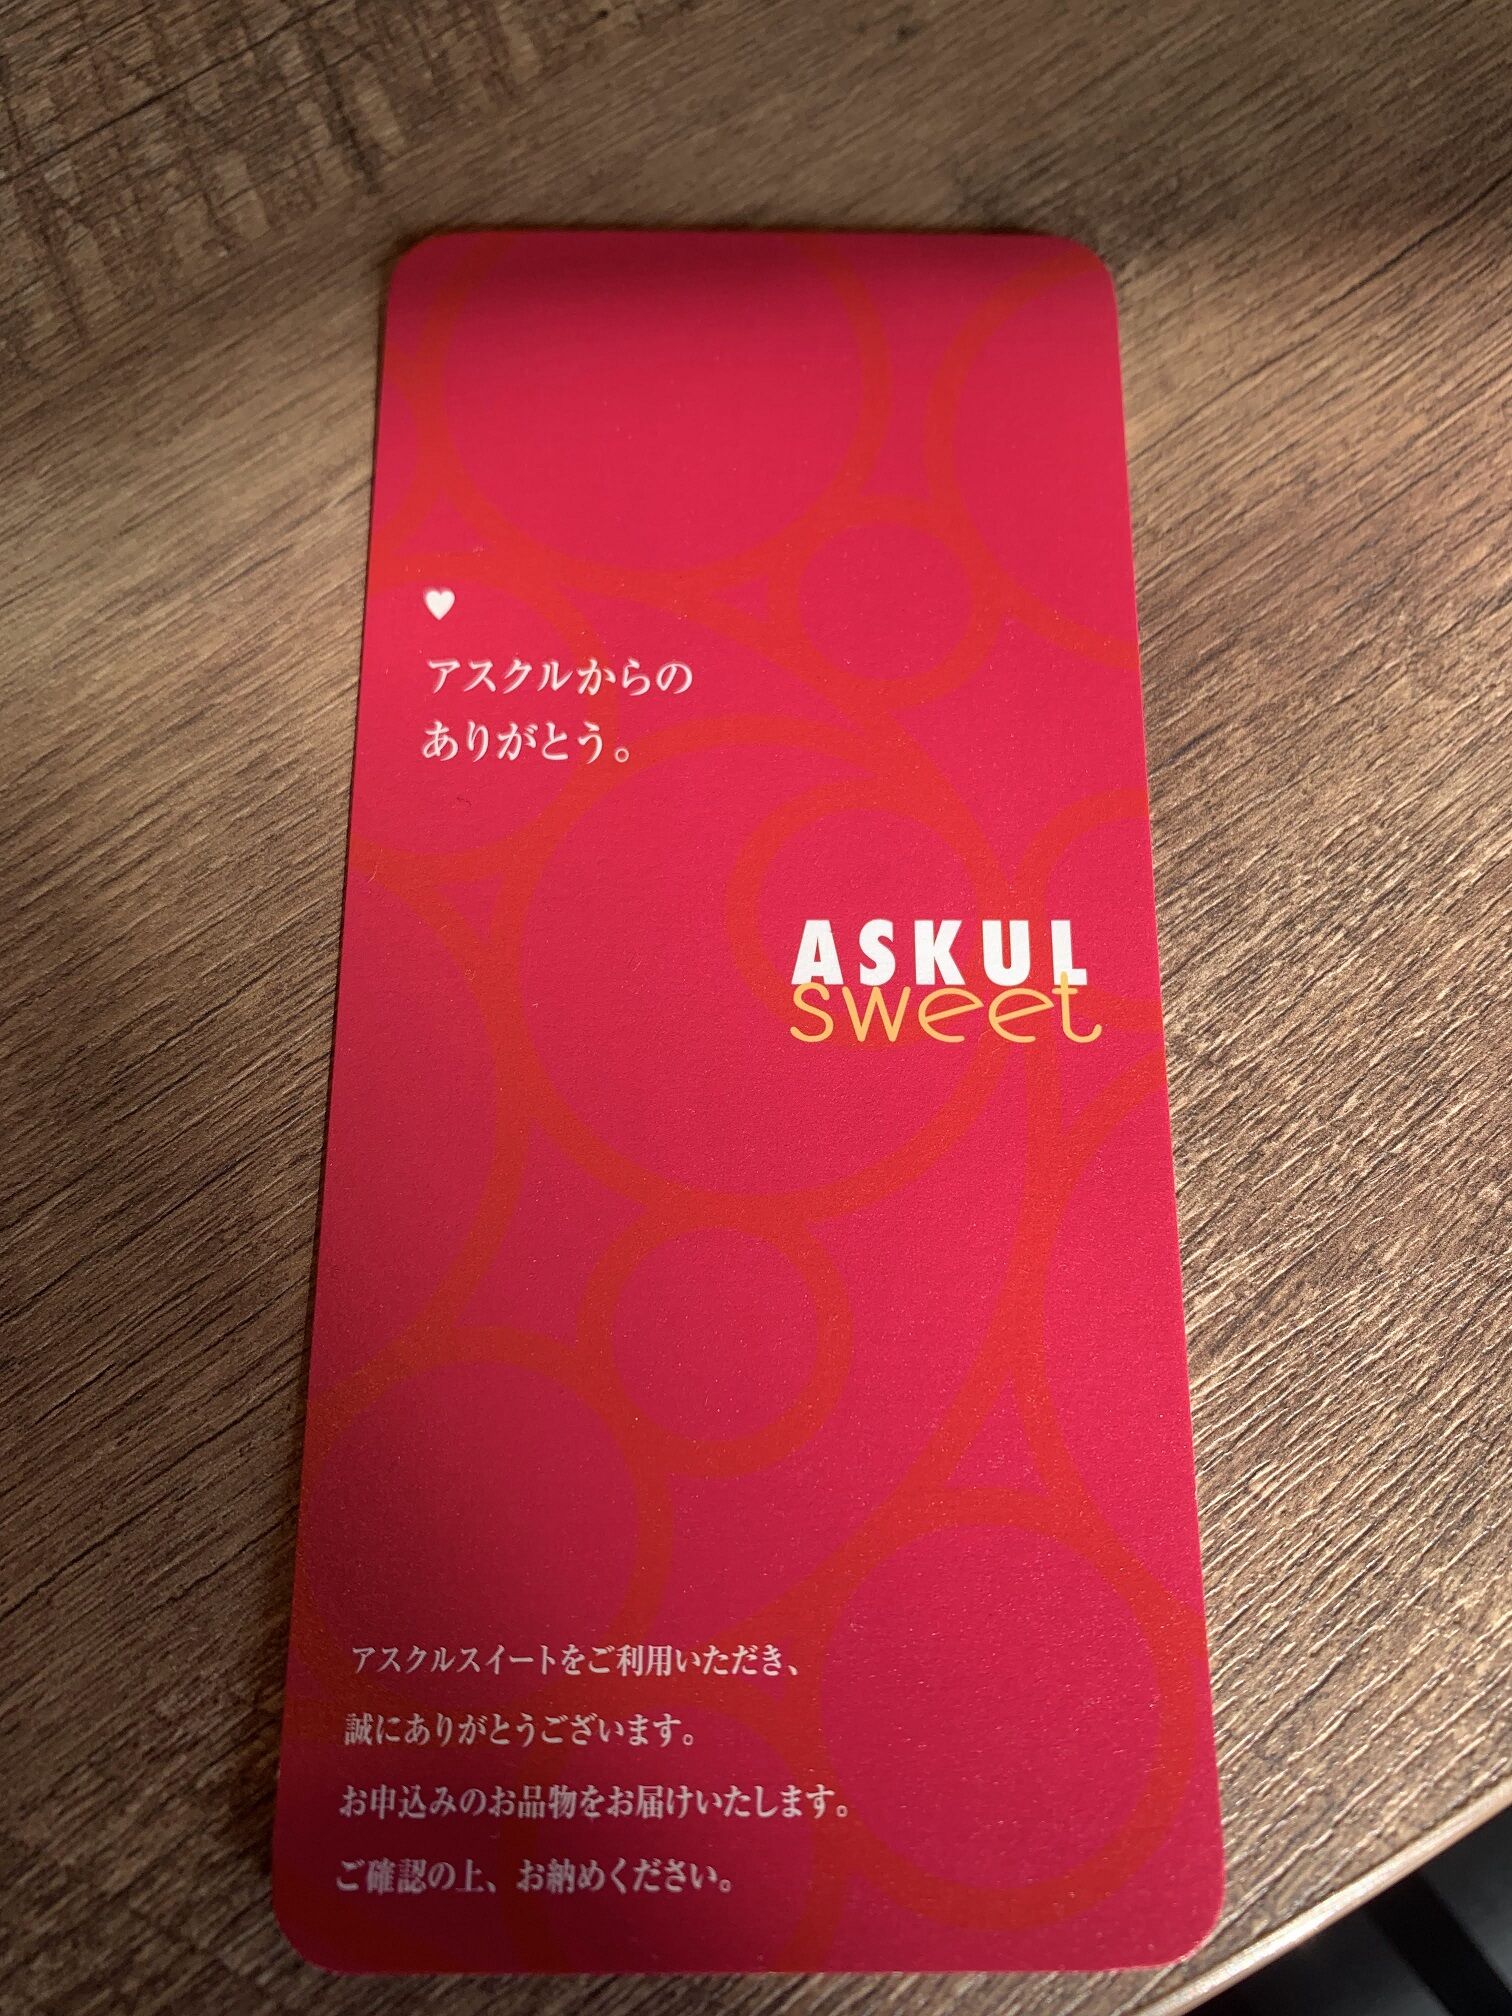 ♥
アスクルからの
ありがとう。
ASKUL
sweet
アスクルスイートをご利用いただき、
誠にありがとうございます。
お申込みのお品物をお届けいたします。
ご確認の上、お納めください。